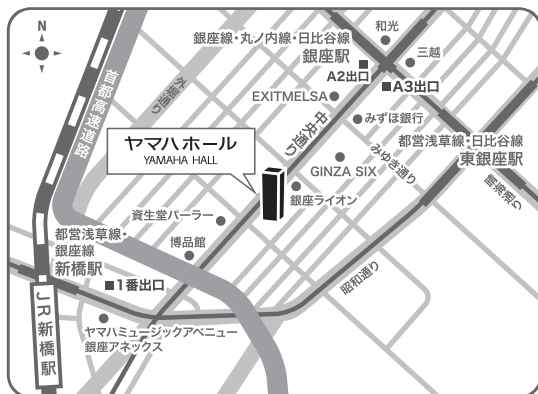 N
和光
銀座線・丸ノ内線・日比谷線
銀座駅
三越
A2出口
A3出口
EXITMELSA
外堀通り
首都高速道路
中央通り
みずほ銀行
都営浅草線・日比谷線
東銀座駅
ヤマハホール
YAMAHA HALL
みゆき通り
GINZA SIX
晴海通り
銀座ライオン
資生堂パーラー
都営浅草線・
銀座線
新橋駅
博品館
昭和通り
1番出口
JR新橋駅
ヤマハミュージックアベニュー
銀座アネックス